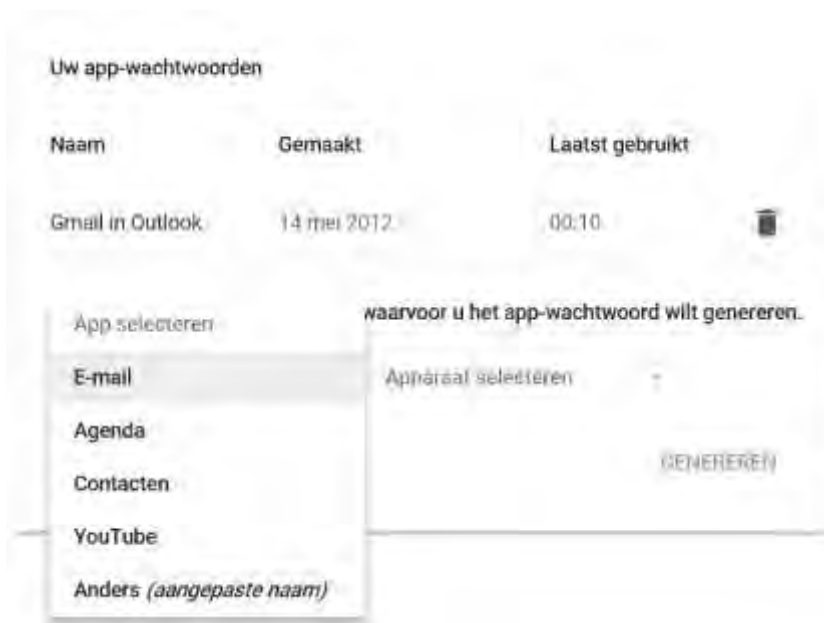 Uw app-wachtwoorden
Naam Gemaakt Laatst gebruikt
Gmail in Outlook 14 mei 2012 00:10
App selecteren waarvoor u het app-wachtwoord wilt genereren.
E-mail Apparaat selecteren
Agenda
GENEREREN
Contacten
YouTube
Anders (aangepaste naam)